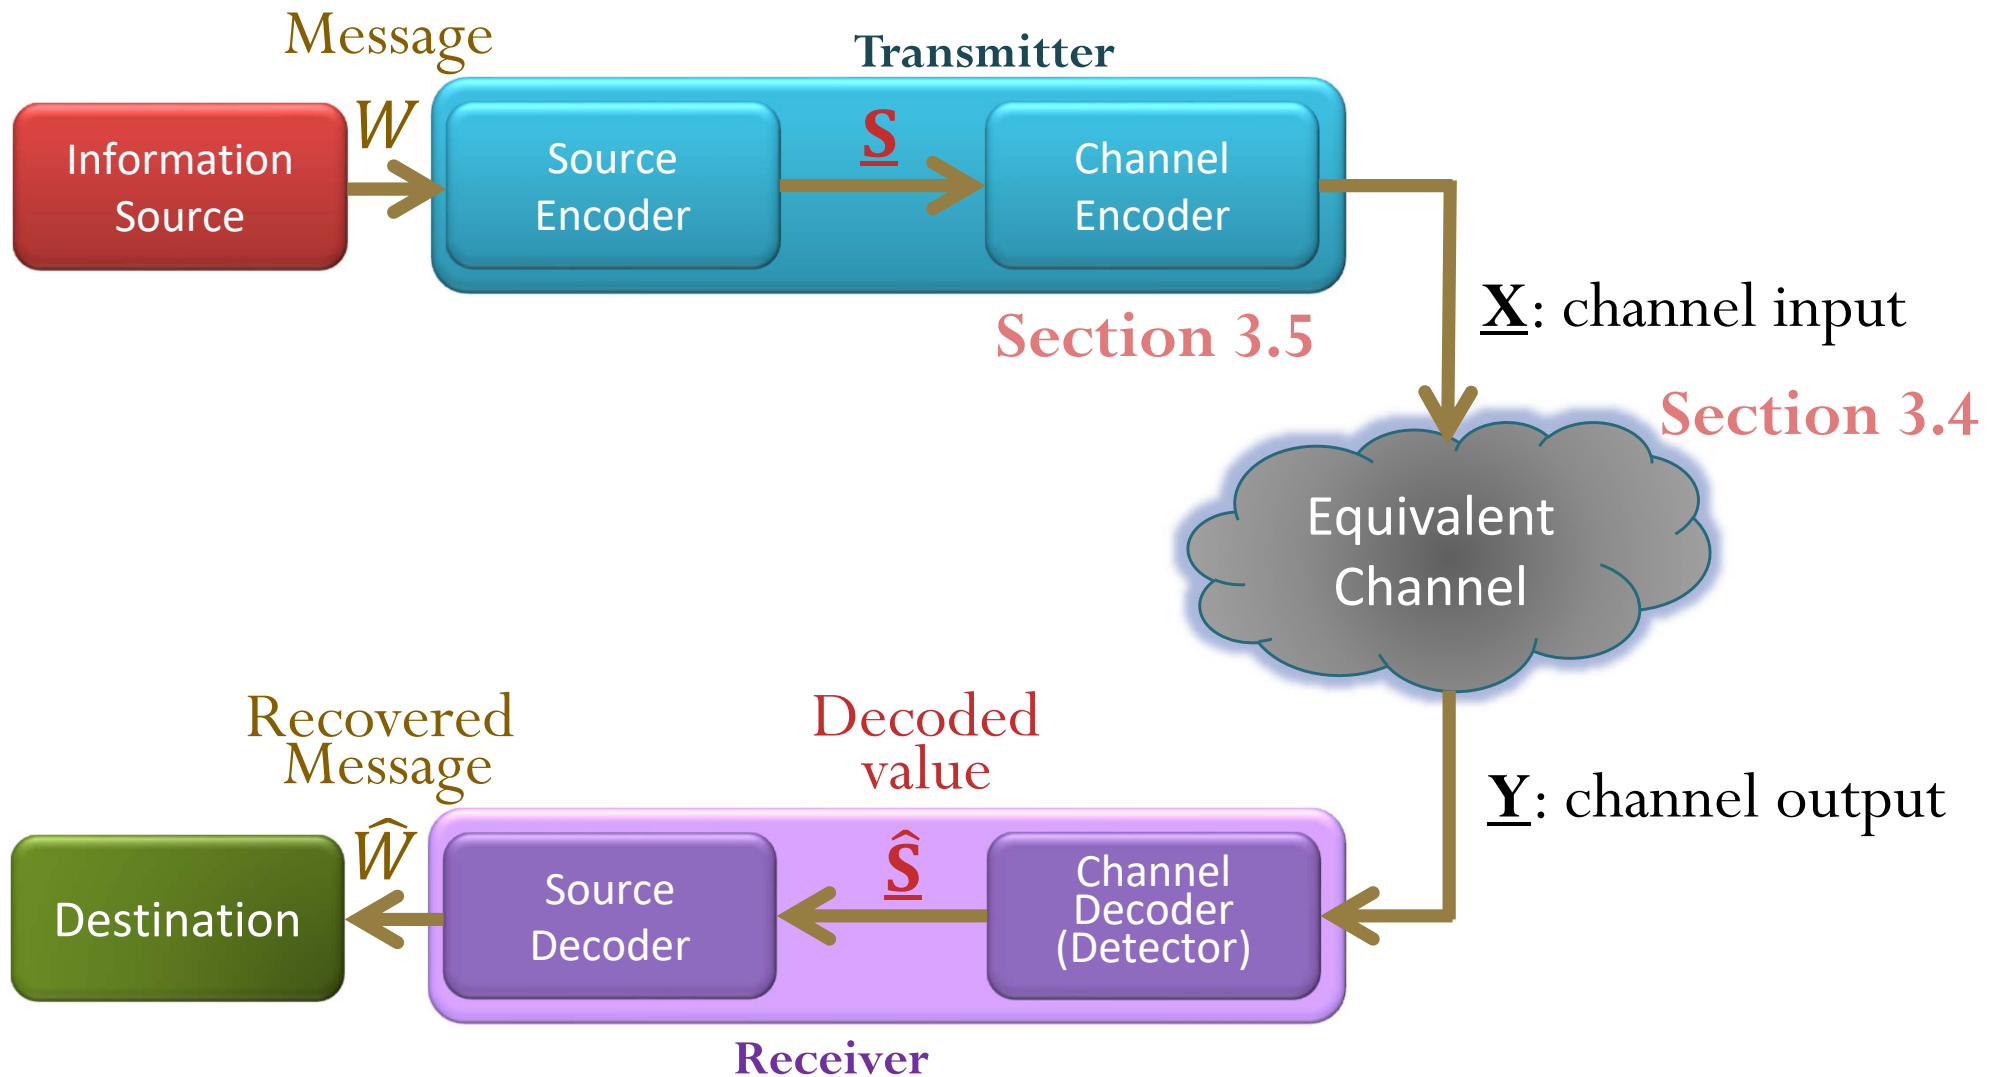 Message
Transmitter
W
Information
Source
Source
Encoder
S
Channel
Encoder
Section 3.5
X: channel input
Section 3.4
Equivalent
Channel
Y: channel output
Recovered
Message
Decoded
value
Ŵ
Destination
Source
Decoder
Ŝ
Channel
Decoder
(Detector)
Receiver